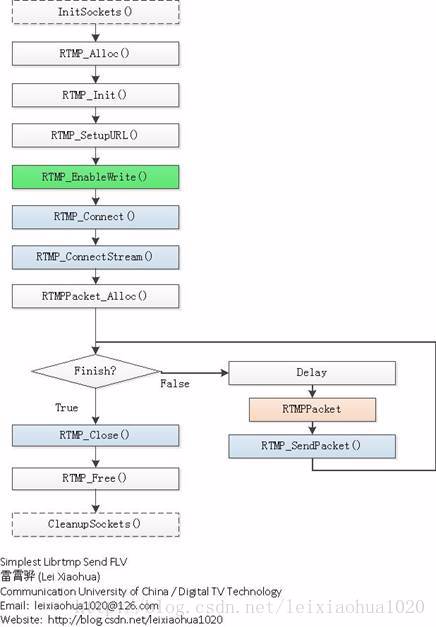 InitSockets()
RTMP_Alloc()
RTMP_Init()
RTMP_SetupURL()
RTMP_EnableWrite()
RTMP_Connect()
RTMP_ConnectStream()
RTMPPacket_Alloc()
Finish?
False
Delay
RTMPPacket
RTMP_SendPacket()
True
RTMP_Close()
RTMP_Free()
CleanupSockets()
Simplest Librtmp Send FLV
雷霄骅 (Lei Xiaohua)
Communication University of China / Digital TV Technology
Email: leixiaohua1020@126.com
Website: http://blog.csdn.net/leixiaohua1020
http://blog.csdn.net/leixiaohua1020